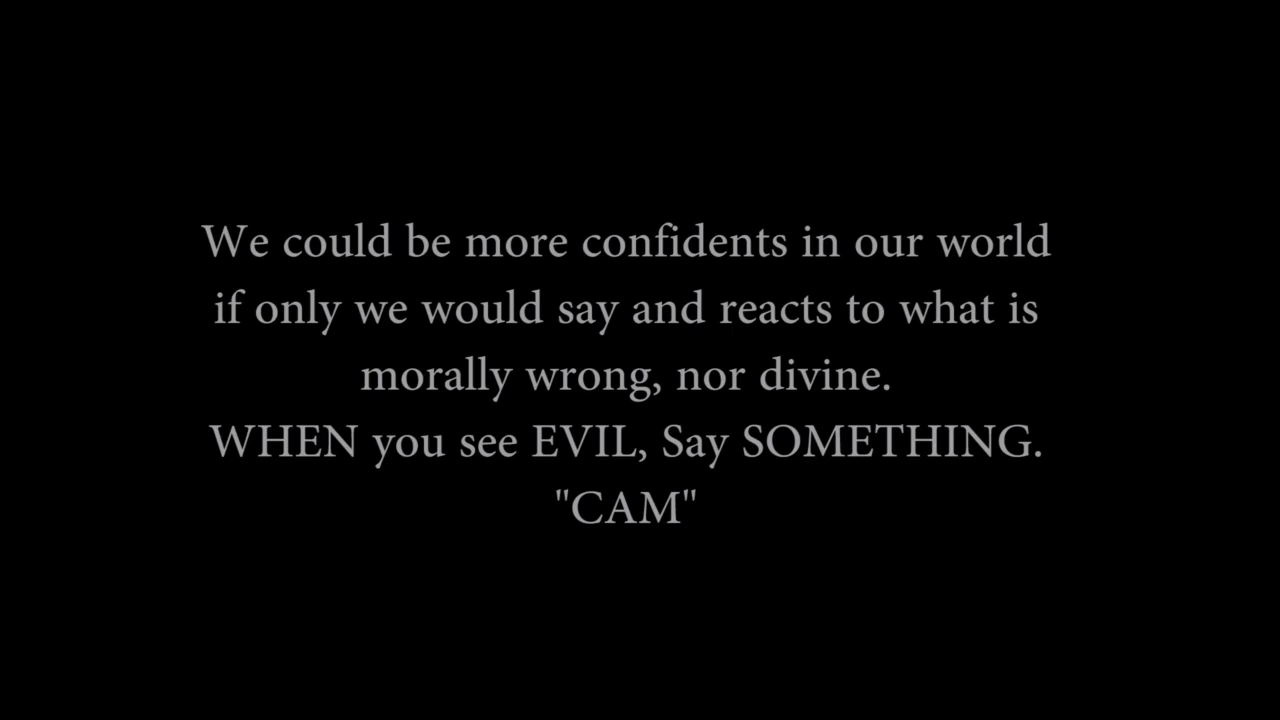 We could be more confidents in our world
if only we would say and reacts to what is
morally wrong, nor divine.
WHEN you see EVIL, Say SOMETHING.
"CAM"